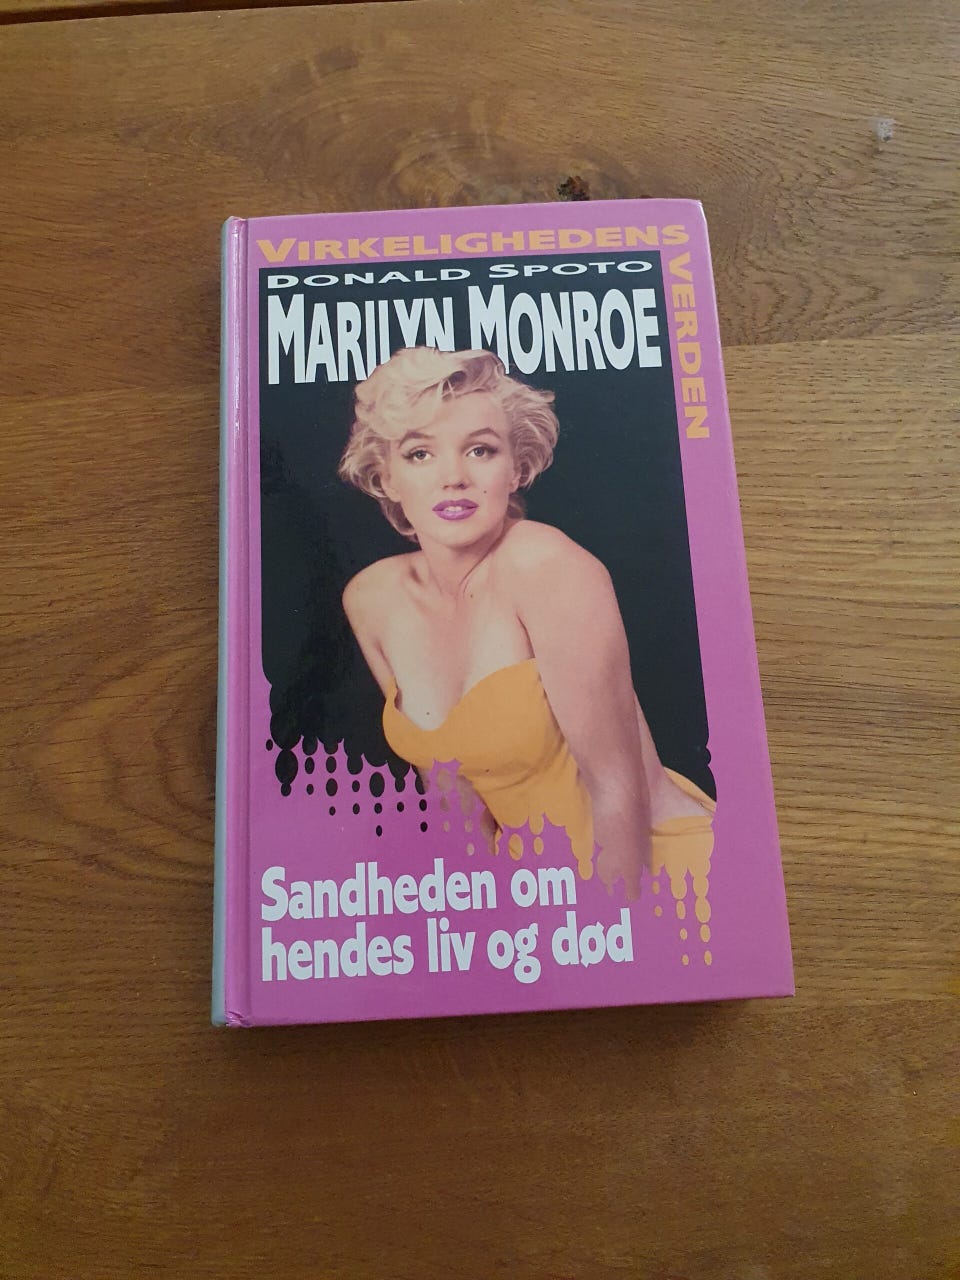 VIRKELIGHEDENS
VERDEN
DONALD SPOTO
MARILYN MONROE
Sandheden om
hendes liv og død